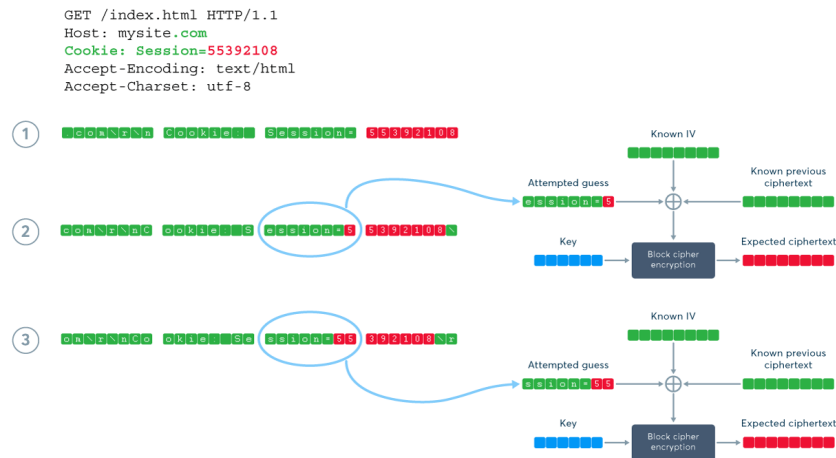 GET /index.html HTTP/1.1
Host: mysite.com
Cookie: Session=55392108
Accept-Encoding: text/html
Accept-Charset: utf-8
1
.com\r\n Cookie: Session= 55392108
Known IV
Attempted guess
Known previous
ciphertext
ession=5
2
com\r\nC ookie: S ession=5 5392108\
Key
Block cipher
encryption
Expected ciphertext
3
om\r\nCo okie: Se ssion=55 392108\r
Known IV
Attempted guess
Known previous
ciphertext
ssion=55
Key
Block cipher
encryption
Expected ciphertext